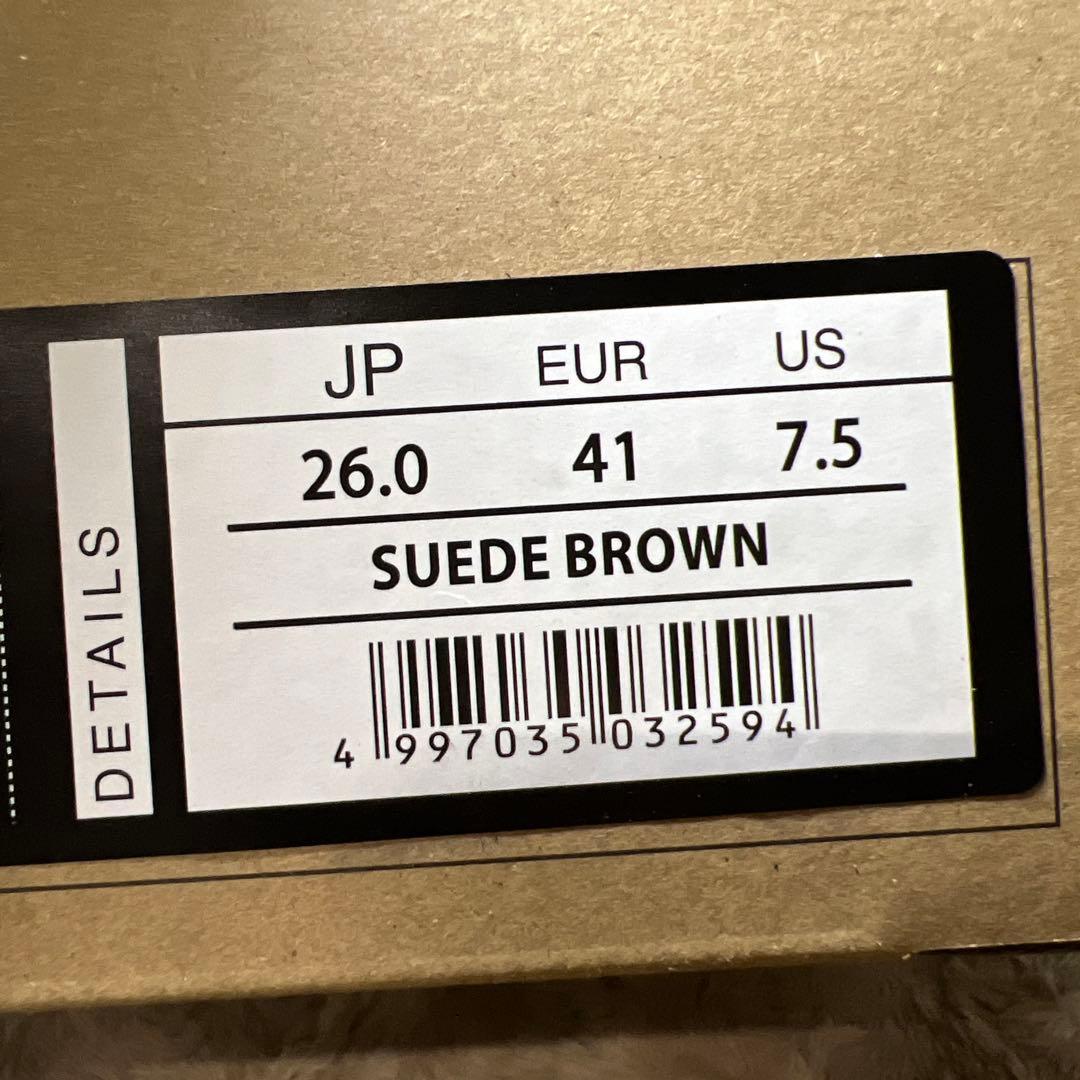 DETAILS
JP EUR US
26.0 41 7.5
SUEDE BROWN
4 997035 032594